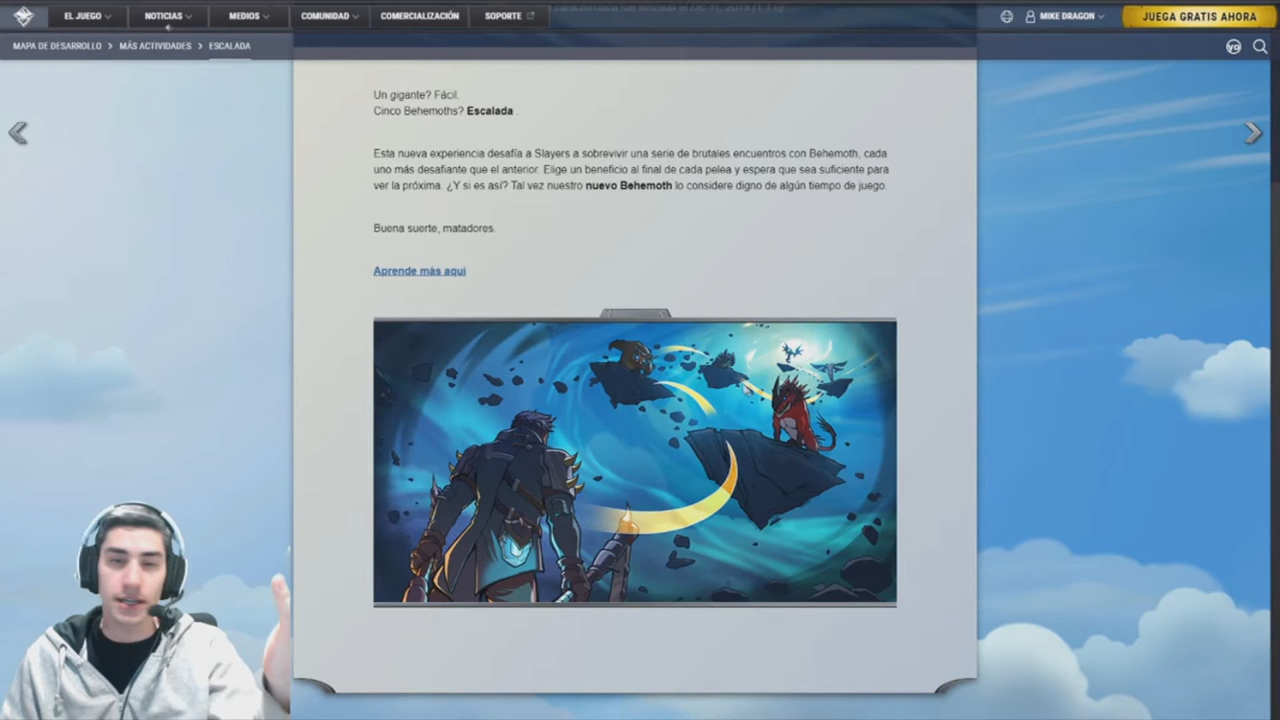 EL JUEGO
NOTICIAS
MEDIOS
COMUNIDAD
COMERCIALIZACIÓN
SOPORTE
MIKE DRAGON
JUEGA GRATIS AHORA
MAPA DE DESARROLLO > MÁS ACTIVIDADES > ESCALADA
Un gigante? Fácil.
Cinco Behemoths? Escalada .
Esta nueva experiencia desafía a Slayers a sobrevivir una serie de brutales encuentros con Behemoth, cada
uno más desafiante que el anterior. Elige un beneficio al final de cada pelea y espera que sea suficiente para
ver la próxima. ¿Y si es así? Tal vez nuestro nuevo Behemoth lo considere digno de algún tiempo de juego.
Buena suerte, matadores.
Aprende más aquí